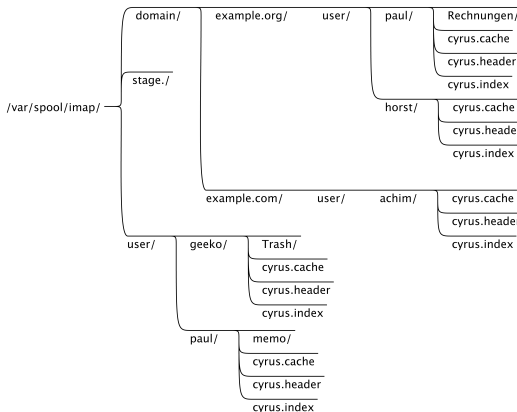 domain/ example.org/ user/ paul/ Rechnungen/
cyrus.cache
cyrus.header
cyrus.index
stage./
/var/spool/imap/
horst/ cyrus.cache
cyrus.heade
cyrus.index
example.com/ user/ achim/ cyrus.cache
cyrus.heade
cyrus.index
user/ geeko/ Trash/
cyrus.cache
cyrus.header
cyrus.index
paul/ memo/
cyrus.cache
cyrus.header
cyrus.index